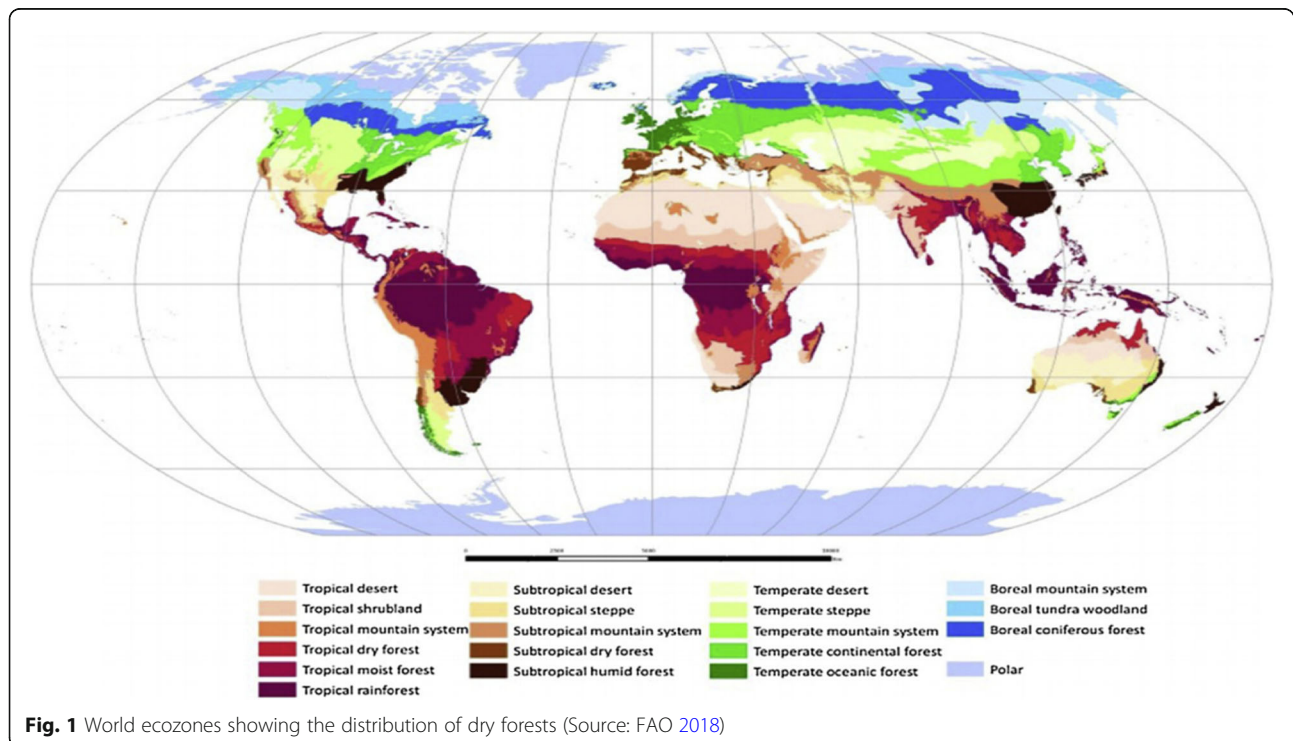 Tropical desert
Tropical shrubland
Tropical mountain system
Tropical dry forest
Tropical moist forest
Tropical rainforest
Subtropical desert
Subtropical steppe
Subtropical mountain system
Subtropical dry forest
Subtropical humid forest
Temperate desert
Temperate steppe
Temperate mountain system
Temperate continental forest
Temperate oceanic forest
Boreal mountain system
Boreal tundra woodland
Boreal coniferous forest
Polar
Fig. 1 World ecozones showing the distribution of dry forests (Source: FAO 2018)